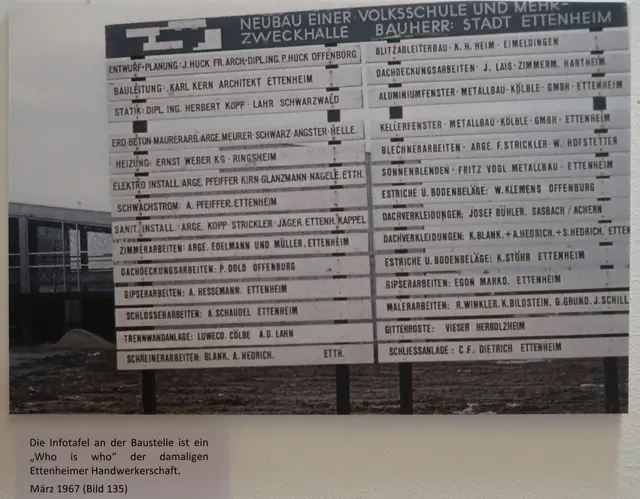 NEUBAU EINER VOLKSSCHULE UND MEHR-
ZWECKHALLE BAUHERR: STADT ETTENHEIM
ENTWURF·PLANUNG: J. HUCK FR. ARCH·DIPL. ING. P. HUCK OFFENBURG
BAULEITUNG: KARL KERN ARCHITEKT ETTENHEIM
STATIK: DIPL. ING. HERBERT KOPP · LAHR SCHWARZWALD
ERD-BETON-MAURERARB. ARGE. MEURER·SCHWARZ·ANGSTER·HELLE.
HEIZUNG: ERNST WEBER KG · RINGSHEIM
ELEKTRO INSTALL. ARGE. PFEIFFER·KIRN·GLANZMANN·NÄGELE. ETTH.
SCHWACHSTROM: A. PFEIFFER. ETTENHEIM
SANIT. INSTALL.: ARGE. KOPP·STRICKLER·JÄGER. ETTENH. KAPPEL
ZIMMERARBEITEN: ARGE. EDELMANN UND MÜLLER. ETTENHEIM
DACHDECKUNGSARBEITEN: P. DOLD OFFENBURG
GIPSERARBEITEN: A. HESSEMANN. ETTENHEIM
SCHLOSSERARBEITEN: A. SCHAUDEL ETTENHEIM
TRENNWANDANLAGE: LUWECO. CÖLBE A.D. LAHN
SCHREINERARBEITEN: BLANK. A. HEDRICH. ETTH.
BLITZABLEITERBAU · K. H. HEIM · EIMELDINGEN
DACHDECKUNGSARBEITEN · J. LAIS · ZIMMERM. HARTHEIM
ALUMINIUMFENSTER · METALLBAU · KÖLBLE · GMBH · ETTENHEIM
KELLERFENSTER · METALLBAU · KÖLBLE · GMBH · ETTENHEIM
BLECHNERARBEITEN · ARGE. F. STRICKLER · W. HOFSTETTER
SONNENBLENDEN · FRITZ VOGL METALLBAU · ETTENHEIM
ESTRICHE U. BODENBELÄGE: W. KLEMENS OFFENBURG
DACHVERKLEIDUNGEN: JOSEF BÜHLER. SASBACH / ACHERN
DACHVERKLEIDUNGEN: K. BLANK. + A. HEDRICH. + S. HEDRICH. ETTEN
ESTRICHE U. BODENBELÄGE: K. STÖHR ETTENHEIM
GIPSERARBEITEN: EGON MARKO. ETTENHEIM
MALERARBEITEN: R. WINKLER. K. BILDSTEIN. G. GRUND. J. SCHILL
GITTERROSTE: VIESER HERBOLZHEIM
SCHLIESSANLAGE: C.F. DIETRICH ETTENHEIM
Die Infotafel an der Baustelle ist ein
„Who is who“ der damaligen
Ettenheimer Handwerkerschaft.
März 1967 (Bild 135)